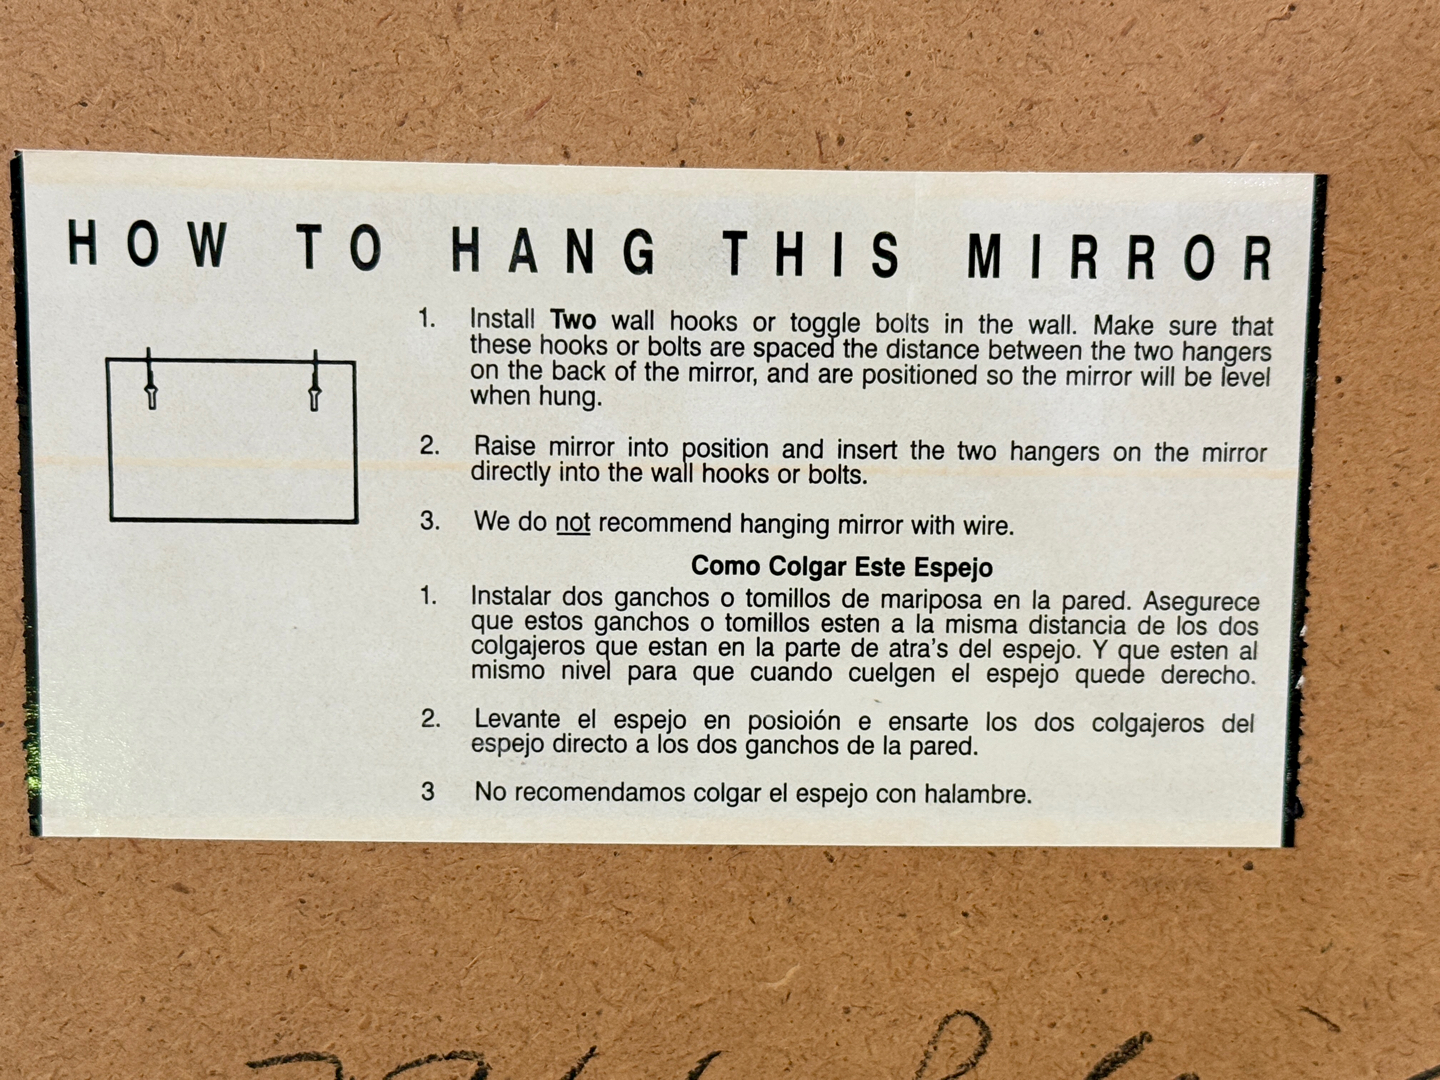 HOW TO HANG THIS MIRROR
1. Install Two wall hooks or toggle bolts in the wall. Make sure that
these hooks or bolts are spaced the distance between the two hangers
on the back of the mirror, and are positioned so the mirror will be level
when hung.
2. Raise mirror into position and insert the two hangers on the mirror
directly into the wall hooks or bolts.
3. We do not recommend hanging mirror with wire.
Como Colgar Este Espejo
1. Instalar dos ganchos o tomillos de mariposa en la pared. Asegurece
que estos ganchos o tomillos esten a la misma distancia de los dos
colgajeros que estan en la parte de atra's del espejo. Y que esten al
mismo nivel para que cuando cuelgen el espejo quede derecho.
2. Levante el espejo en posioión e ensarte los dos colgajeros del
espejo directo a los dos ganchos de la pared.
3 No recomendamos colgar el espejo con halambre.